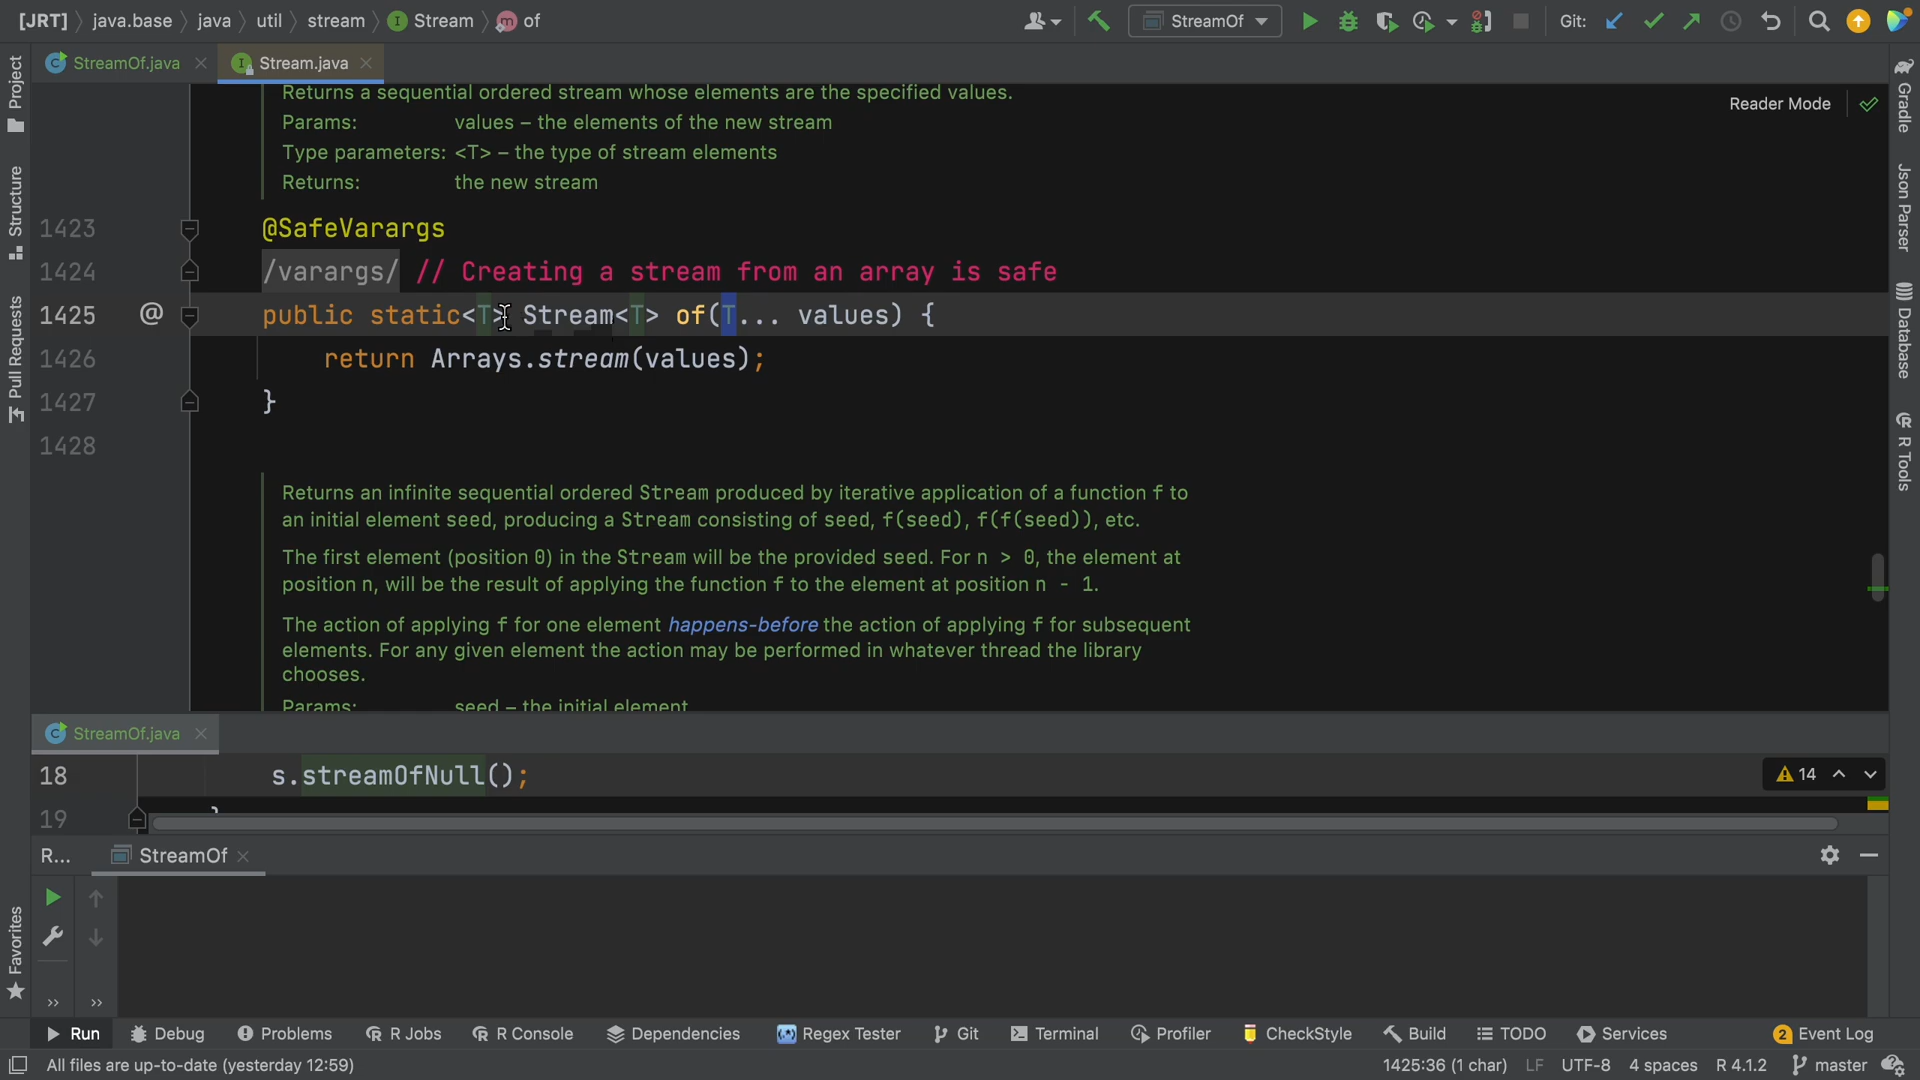 [JRT] java.base java util stream Stream of StreamOf Git:
StreamOf.java Stream.java
Project
Structure
Pull Requests
Favorites
Gradle
Json Parser
Database
R Tools
Reader Mode
Returns a sequential ordered stream whose elements are the specified values.
Params: values – the elements of the new stream
Type parameters: <T> – the type of stream elements
Returns: the new stream
1423 @SafeVarargs
1424 /varargs/ // Creating a stream from an array is safe
1425 @ public static<T> Stream<T> of(T... values) {
1426 return Arrays.stream(values);
1427 }
1428
Returns an infinite sequential ordered Stream produced by iterative application of a function f to
an initial element seed, producing a Stream consisting of seed, f(seed), f(f(seed)), etc.
The first element (position 0) in the Stream will be the provided seed. For n > 0, the element at
position n, will be the result of applying the function f to the element at position n - 1.
The action of applying f for one element happens-before the action of applying f for subsequent
elements. For any given element the action may be performed in whatever thread the library
chooses.
Params: seed – the initial element
StreamOf.java
18 s.streamOfNull(); 14
19 }
R... StreamOf
Run Debug Problems R Jobs R Console Dependencies Regex Tester Git Terminal Profiler CheckStyle Build TODO Services 2 Event Log
All files are up-to-date (yesterday 12:59) 1425:36 (1 char) LF UTF-8 4 spaces R 4.1.2 master